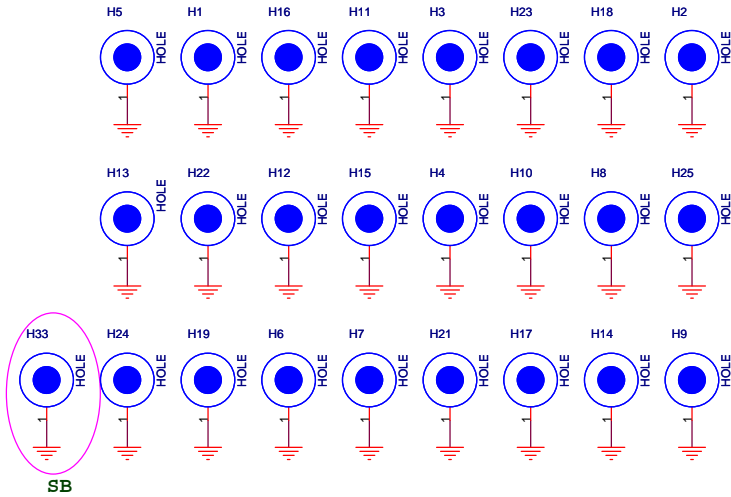 H5 H1 H16 H11 H3 H23 H18 H2
HOLE HOLE HOLE HOLE HOLE HOLE HOLE HOLE
1 1 1 1 1 1 1 1
H13 H22 H12 H15 H4 H10 H8 H25
HOLE HOLE HOLE HOLE HOLE HOLE HOLE HOLE
1 1 1 1 1 1 1 1
H33 H24 H19 H6 H7 H21 H17 H14 H9
HOLE HOLE HOLE HOLE HOLE HOLE HOLE HOLE HOLE
1 1 1 1 1 1 1 1 1
SB